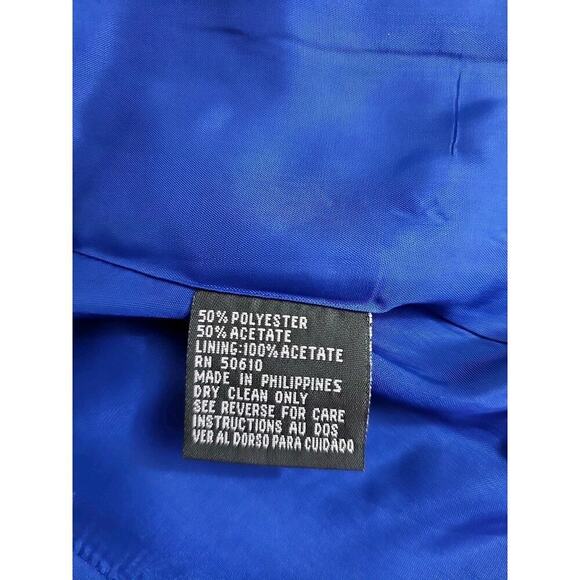 50% POLYESTER
50% ACETATE
LINING:100% ACETATE
RN 50610
MADE IN PHILIPPINES
DRY CLEAN ONLY
SEE REVERSE FOR CARE
INSTRUCTIONS AU DOS
VER AL DORSO PARA CUIDADO